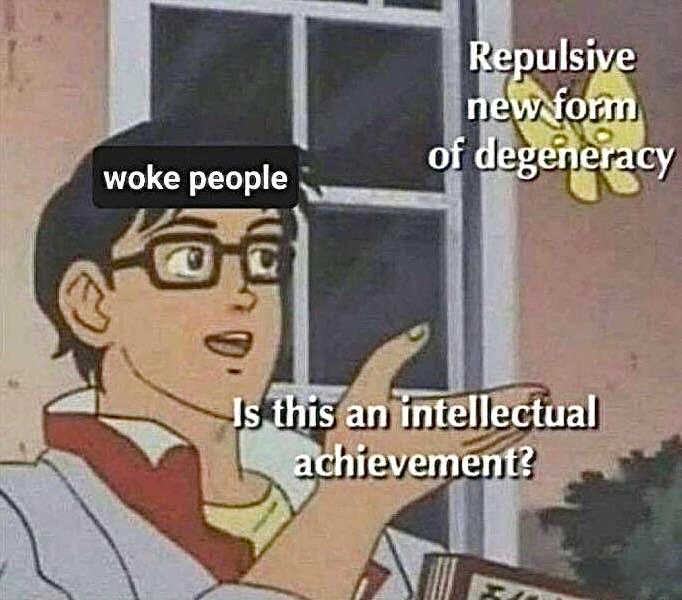 Repulsive
new form
of degeneracy
woke people
Is this an intellectual
achievement?